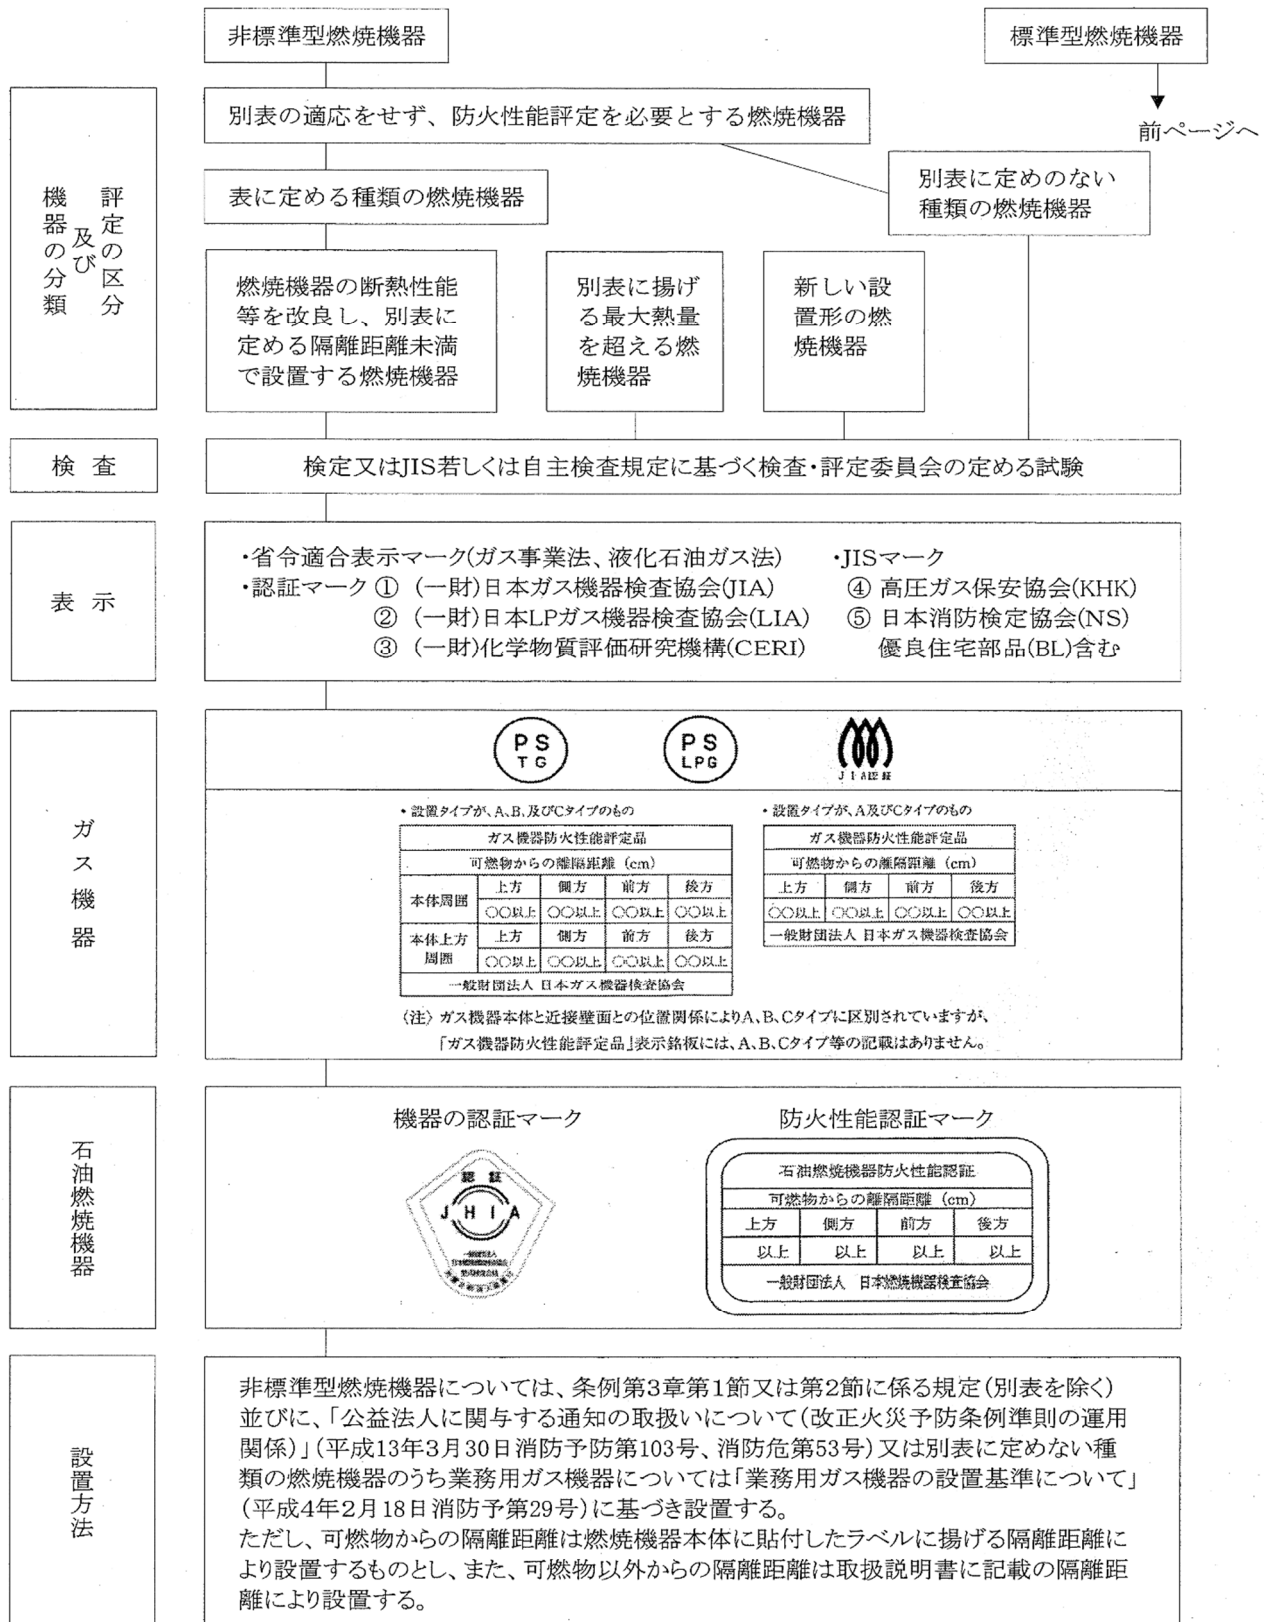 非標準型燃焼機器
標準型燃焼機器
前ページへ
評定の区分
及び
機器の分類
別表の適応をせず、防火性能評定を必要とする燃焼機器
表に定める種類の燃焼機器
別表に定めのない
種類の燃焼機器
燃焼機器の断熱性能
等を改良し、別表に
定める隔離距離未満
で設置する燃焼機器
別表に揚げ
る最大熱量
を超える燃
焼機器
新しい設
置形の燃
焼機器
検 査
検定又はJIS若しくは自主検査規定に基づく検査・評定委員会の定める試験
表 示
・省令適合表示マーク(ガス事業法、液化石油ガス法) ・JISマーク
・認証マーク ① (一財)日本ガス機器検査協会(JIA) ④ 高圧ガス保安協会(KHK)
② (一財)日本LPガス機器検査協会(LIA) ⑤ 日本消防検定協会(NS)
③ (一財)化学物質評価研究機構(CERI) 優良住宅部品(BL)含む
ガス機器
PS
TG
PS
LPG
JIA認証
・設置タイプが、A、B、及びCタイプのもの
ガス機器防火性能評定品
可燃物からの離隔距離 (cm)
本体周囲 上方 側方 前方 後方
〇〇以上 〇〇以上 〇〇以上 〇〇以上
本体上方
周囲
上方 側方 前方 後方
〇〇以上 〇〇以上 〇〇以上 〇〇以上
一般財団法人 日本ガス機器検査協会
・設置タイプが、A及びCタイプのもの
ガス機器防火性能評定品
可燃物からの離隔距離 (cm)
上方 側方 前方 後方
〇〇以上 〇〇以上 〇〇以上 〇〇以上
一般財団法人 日本ガス機器検査協会
〈注〉 ガス機器本体と近接壁面との位置関係によりA、B、Cタイプに区別されていますが、
「ガス機器防火性能評定品」表示銘板には、A、B、Cタイプ等の記載はありません。
石油燃焼機器
機器の認証マーク
認 証
JHIA
防火性能認証マーク
石油燃焼機器防火性能認証
可燃物からの離隔距離 (cm)
上方 側方 前方 後方
以上 以上 以上 以上
一般財団法人 日本燃焼機器検査協会
設置方法
非標準型燃焼機器については、条例第3章第1節又は第2節に係る規定(別表を除く)
並びに、「公益法人に関与する通知の取扱いについて(改正火災予防条例準則の運用
関係)」(平成13年3月30日消防予防第103号、消防危第53号)又は別表に定めない種
類の燃焼機器のうち業務用ガス機器については「業務用ガス機器の設置基準について」
(平成4年2月18日消防予第29号)に基づき設置する。
ただし、可燃物からの隔離距離は燃焼機器本体に貼付したラベルに揚げる隔離距離に
より設置するものとし、また、可燃物以外からの隔離距離は取扱説明書に記載の隔離距
離により設置する。